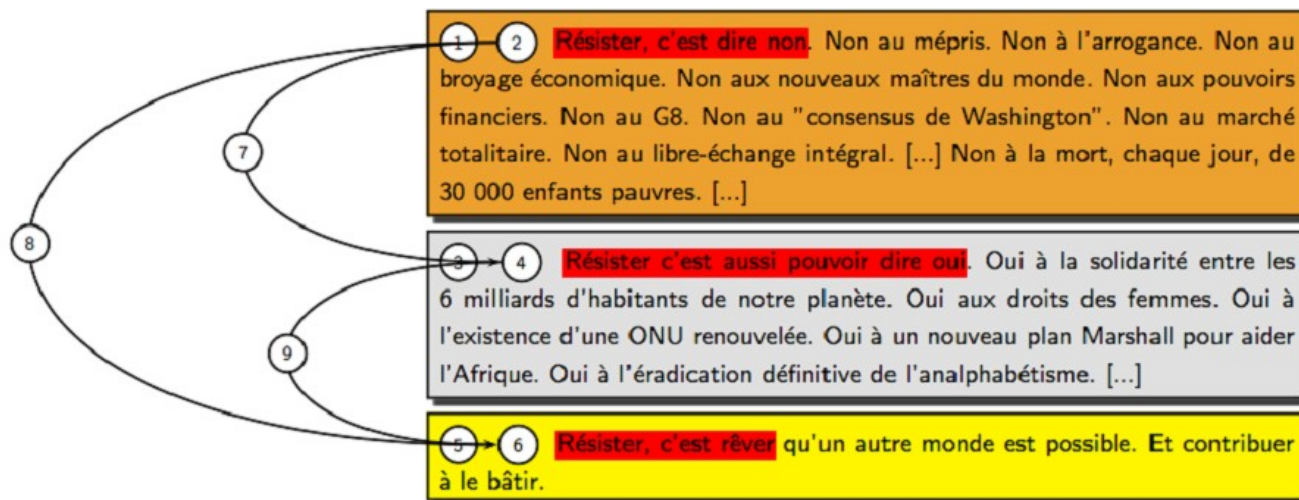 1 2 Résister, c'est dire non. Non au mépris. Non à l'arrogance. Non au
broyage économique. Non aux nouveaux maîtres du monde. Non aux pouvoirs
7 financiers. Non au G8. Non au "consensus de Washington". Non au marché
totalitaire. Non au libre-échange intégral. [...] Non à la mort, chaque jour, de
30 000 enfants pauvres. [...]
8
3 4 Résister c'est aussi pouvoir dire oui. Oui à la solidarité entre les
6 milliards d'habitants de notre planète. Oui aux droits des femmes. Oui à
l'existence d'une ONU renouvelée. Oui à un nouveau plan Marshall pour aider
9 l'Afrique. Oui à l'éradication définitive de l'analphabétisme. [...]
5 6 Résister, c'est rêver qu'un autre monde est possible. Et contribuer
à le bâtir.